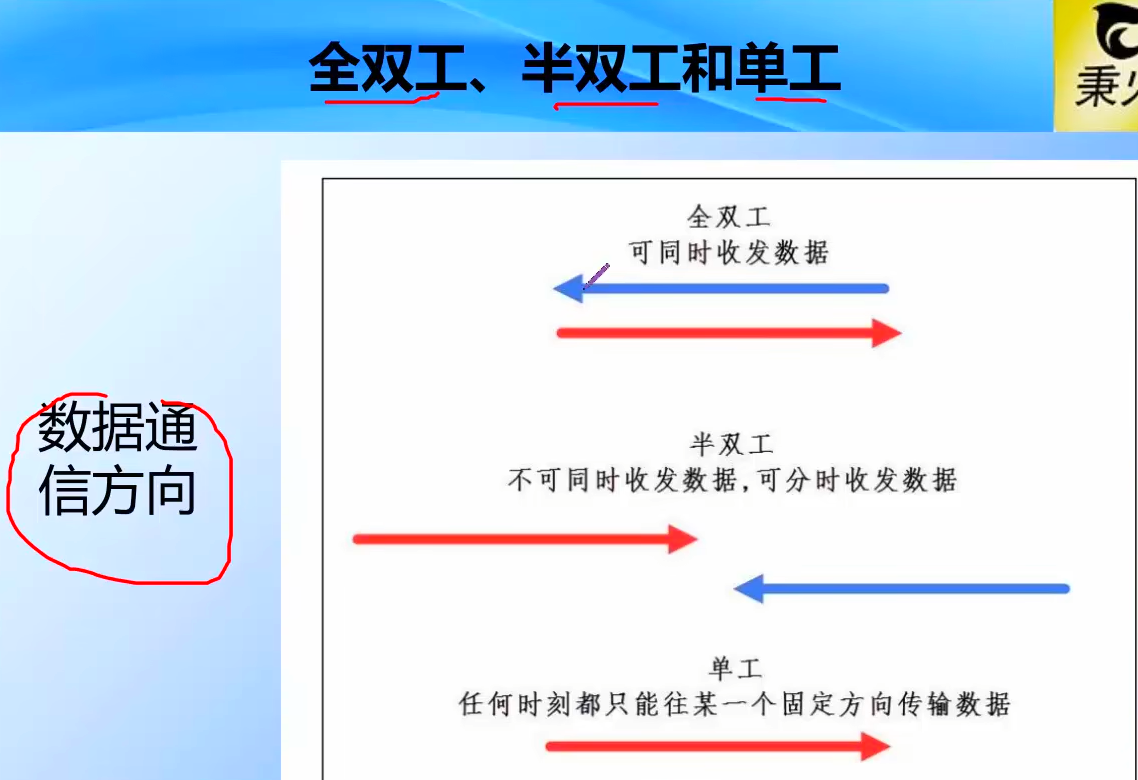 全双工、半双工和单工
秉
数据通
信方向
全双工
可同时收发数据
半双工
不可同时收发数据,可分时收发数据
单工
任何时刻都只能往某一个固定方向传输数据